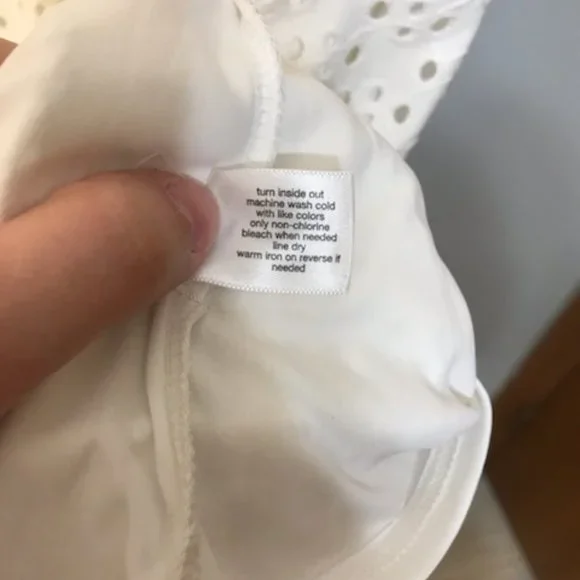 turn inside out
machine wash cold
with like colors
only non-chlorine
bleach when needed
line dry
warm iron on reverse if
needed